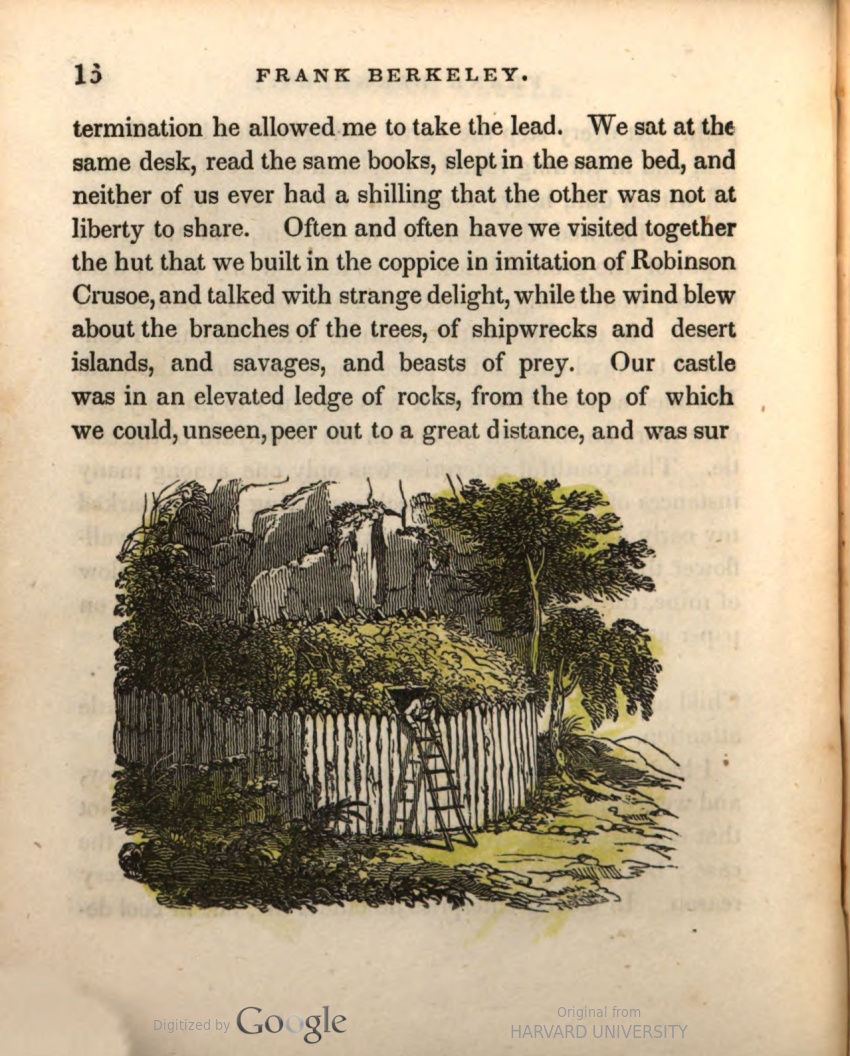 15 FRANK BERKELEY.
termination he allowed me to take the lead. We sat at the
same desk, read the same books, slept in the same bed, and
neither of us ever had a shilling that the other was not at
liberty to share. Often and often have we visited together
the hut that we built in the coppice in imitation of Robinson
Crusoe, and talked with strange delight, while the wind blew
about the branches of the trees, of shipwrecks and desert
islands, and savages, and beasts of prey. Our castle
was in an elevated ledge of rocks, from the top of which
we could, unseen, peer out to a great distance, and was sur
Digitized by Google
Original from
HARVARD UNIVERSITY